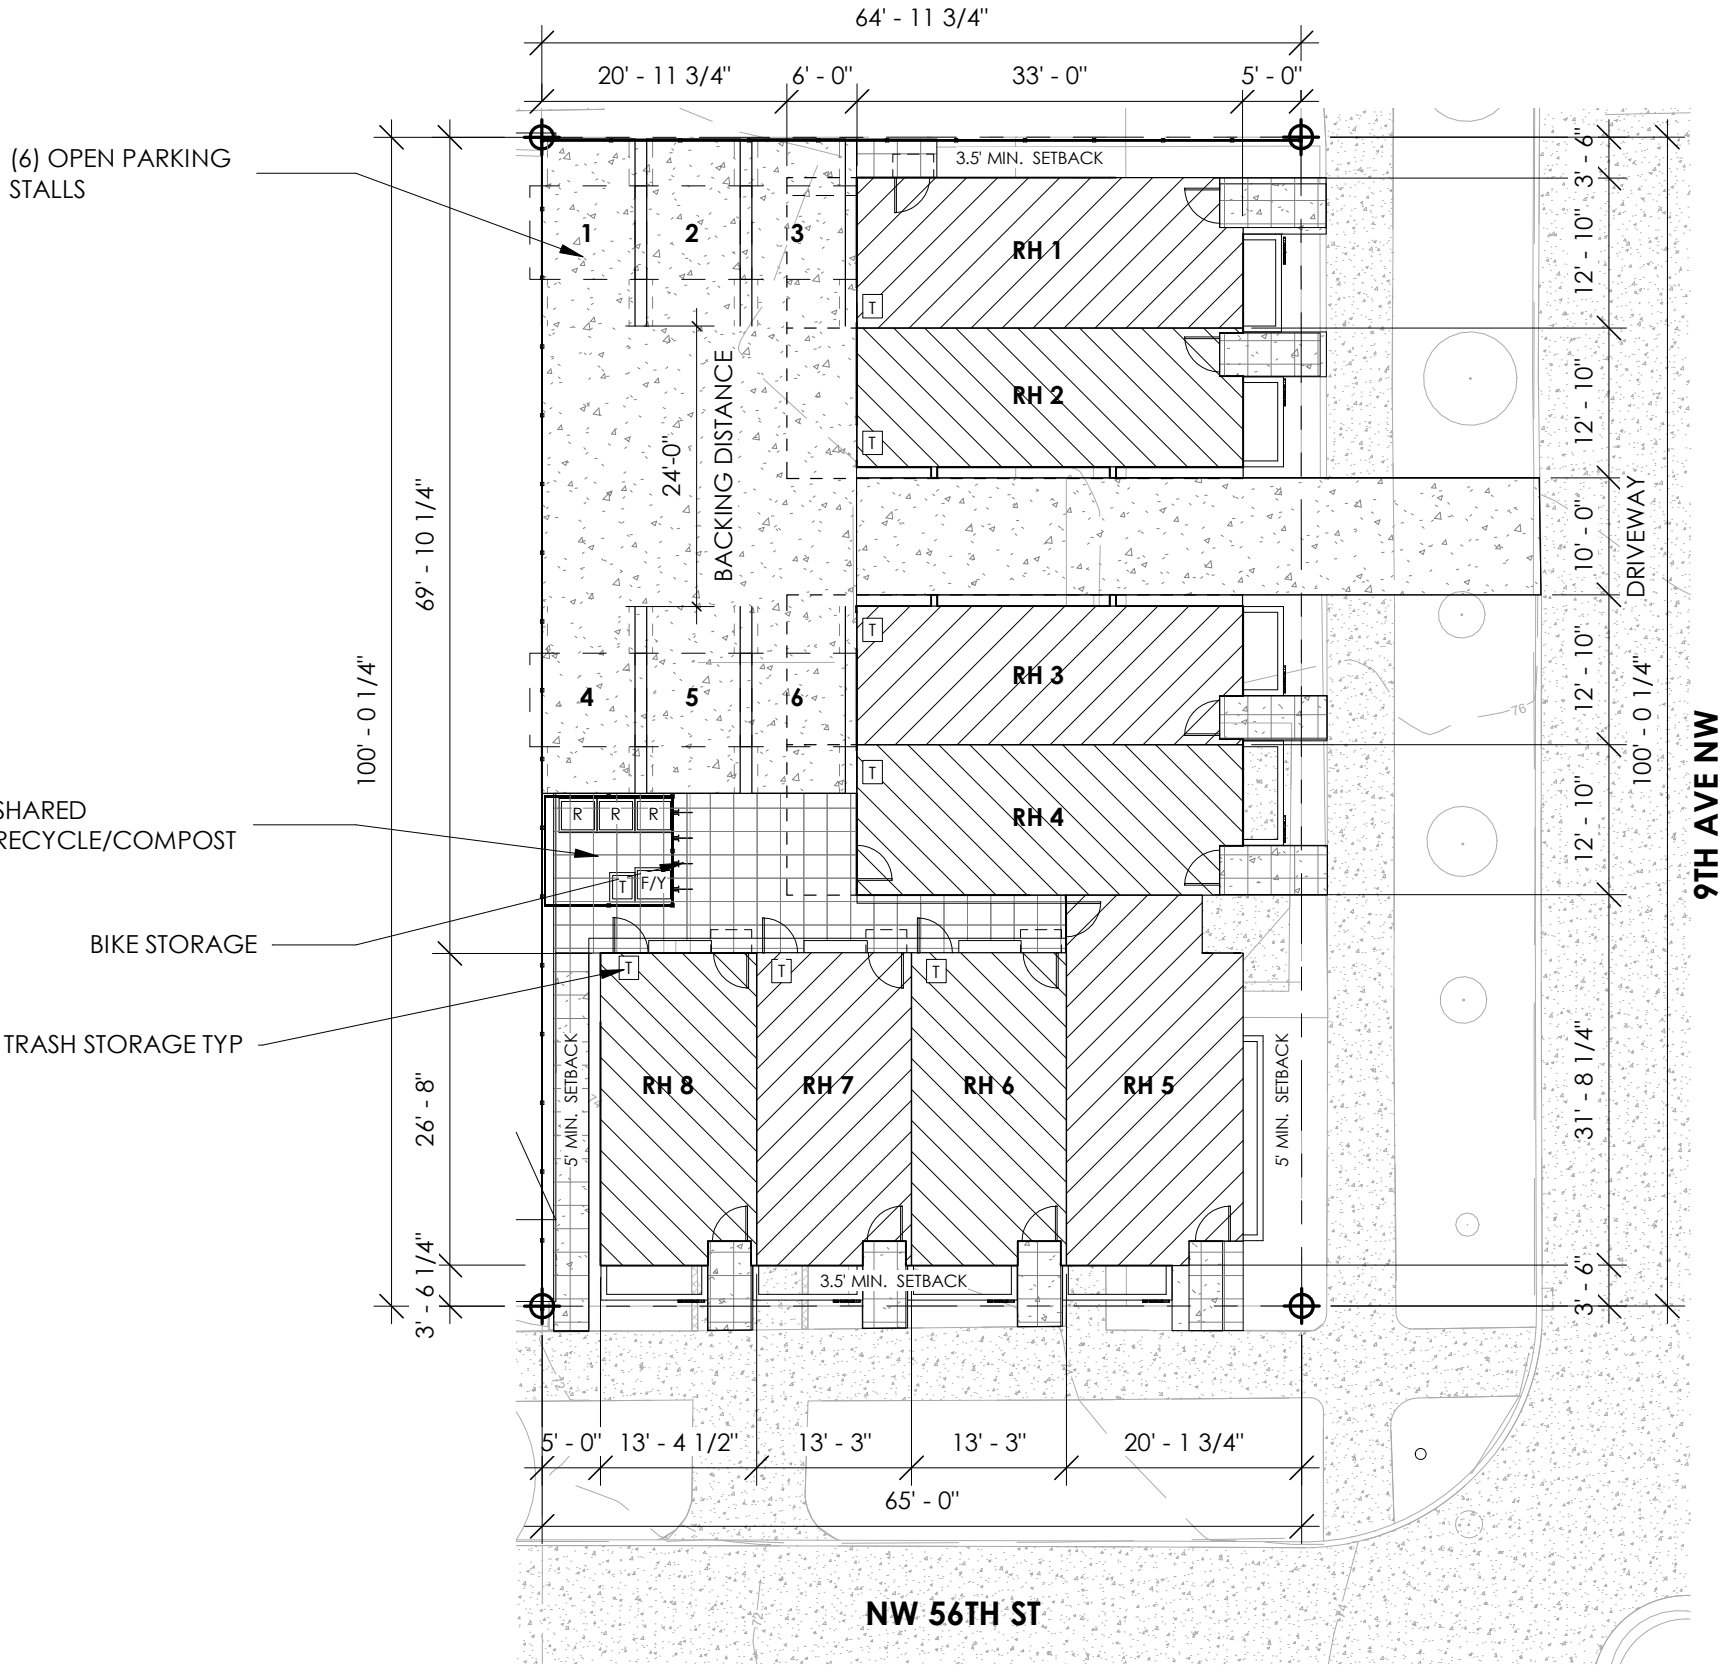 64' - 11 3/4"
20' - 11 3/4"
6' - 0"
33' - 0"
5' - 0"
(6) OPEN PARKING
STALLS
3.5' MIN. SETBACK
3' - 6"
1
2
3
RH 1
12' - 10"
T
RH 2
12' - 10"
T
24'-0"
BACKING DISTANCE
69' - 10 1/4"
100' - 0 1/4"
10' - 0"
DRIVEWAY
T
RH 3
12' - 10"
4
5
6
76
100' - 0 1/4"
9TH AVE NW
T
RH 4
12' - 10"
SHARED
RECYCLE/COMPOST
R
R
R
T
F/Y
BIKE STORAGE
TRASH STORAGE TYP
T
T
T
26' - 8"
5' MIN. SETBACK
74
RH 8
RH 7
RH 6
RH 5
5' MIN. SETBACK
31' - 8 1/4"
3' - 6 1/4"
3.5' MIN. SETBACK
3' - 6"
5' - 0"
13' - 4 1/2"
13' - 3"
13' - 3"
20' - 1 3/4"
65' - 0"
NW 56TH ST